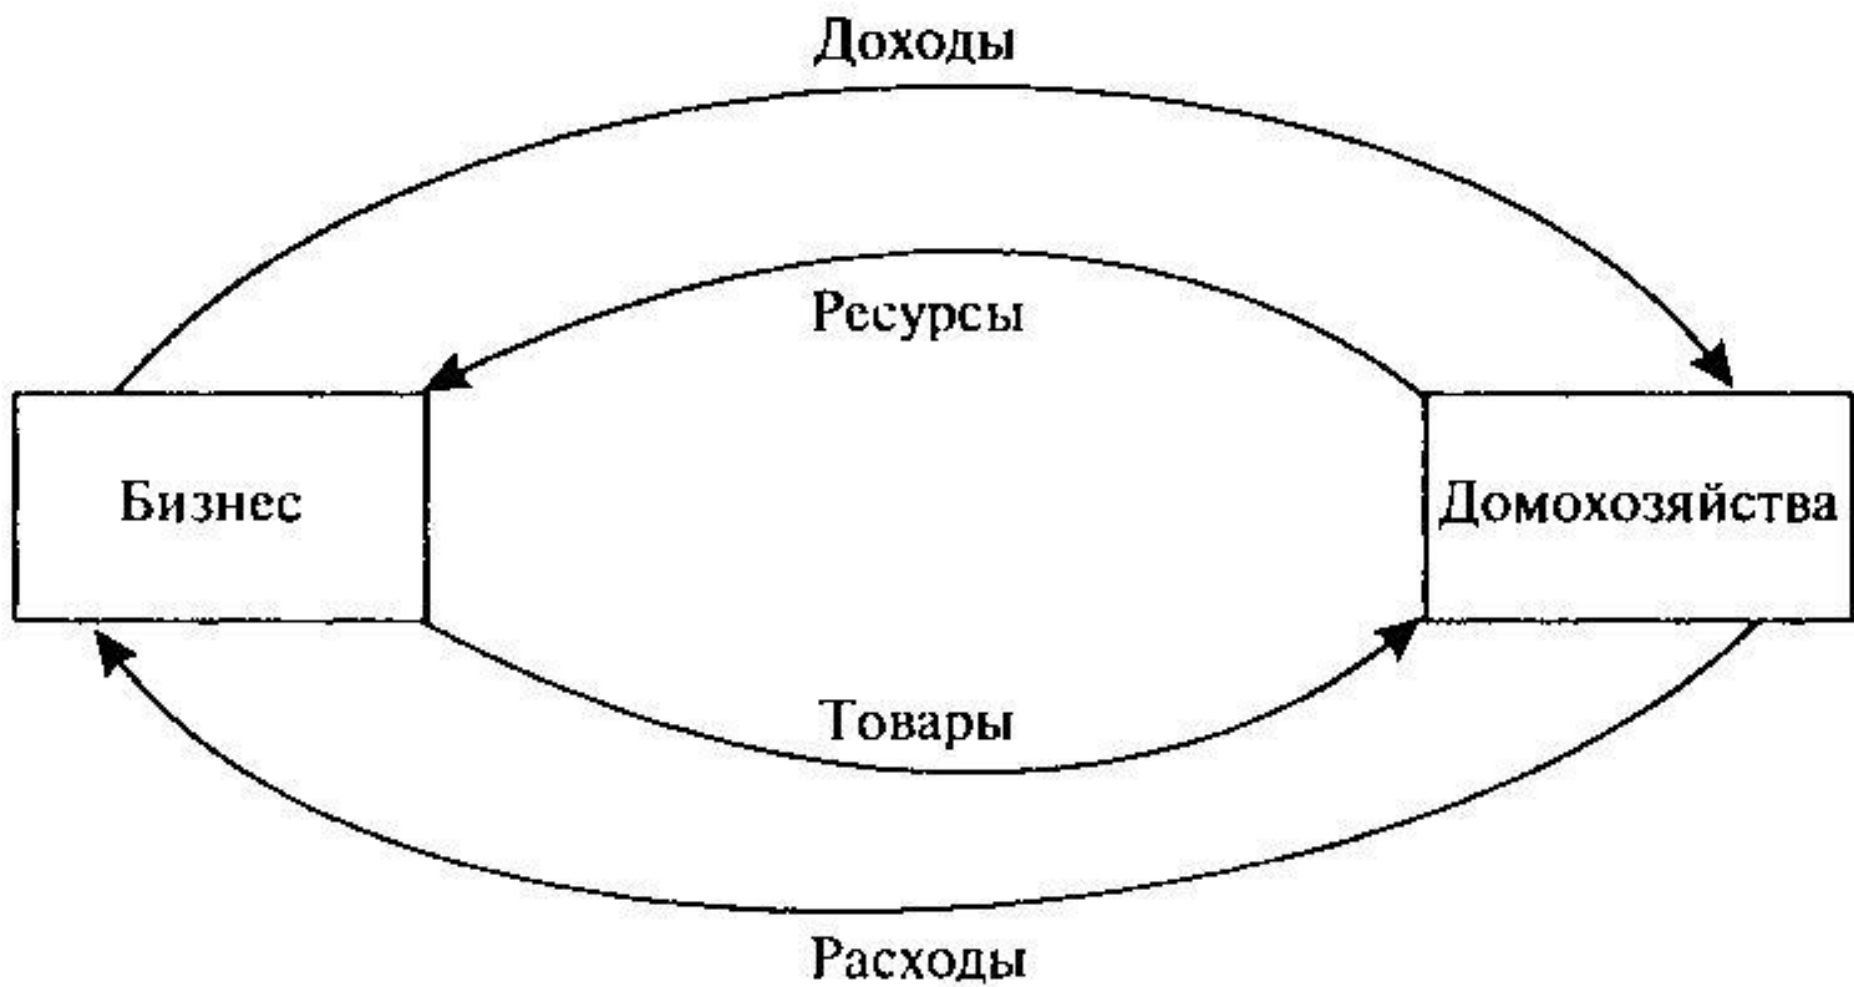 Доходы
Ресурсы
Бизнес
Домохозяйства
Товары
Расходы